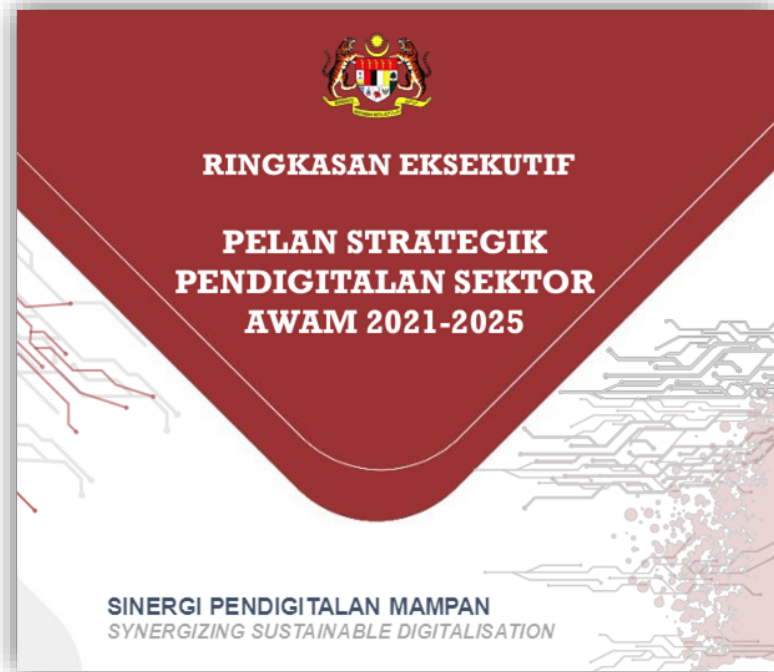 RINGKASAN EKSEKUTIF
PELAN STRATEGIK
PENDIGITALAN SEKTOR
AWAM 2021-2025
SINERGI PENDIGITALAN MAMPAN
SYNERGIZING SUSTAINABLE DIGITALISATION